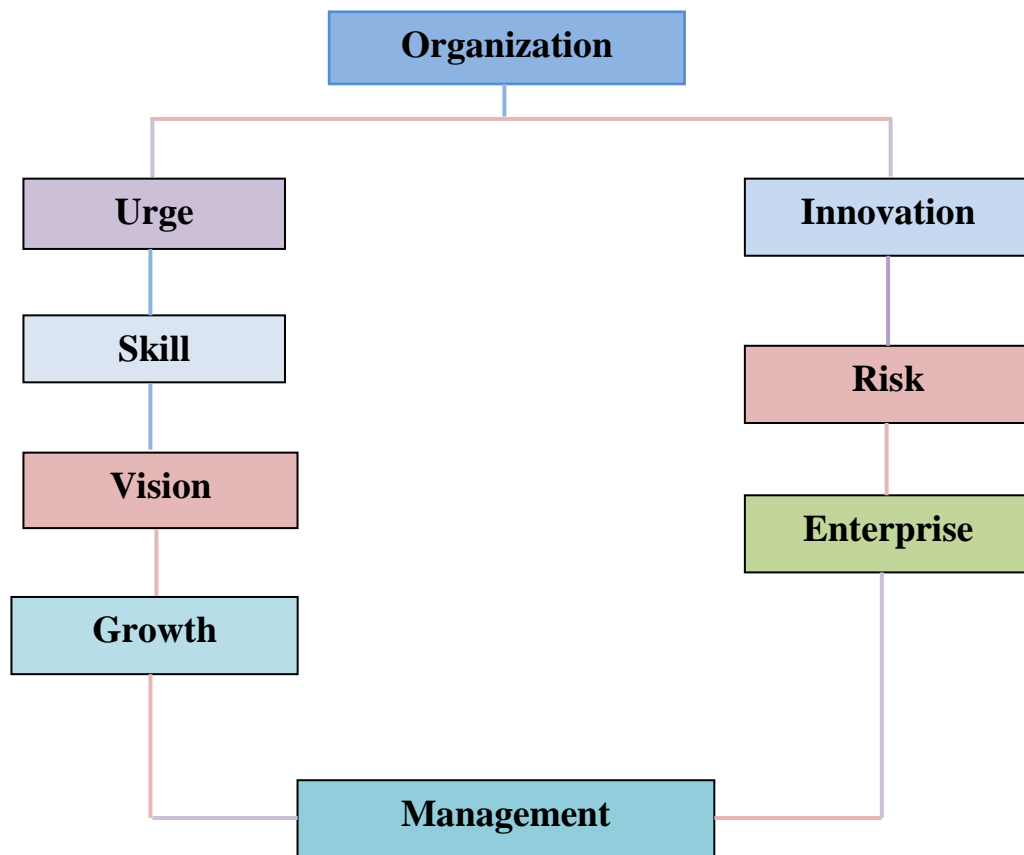 Organization
Urge
Innovation
Skill
Risk
Vision
Enterprise
Growth
Management